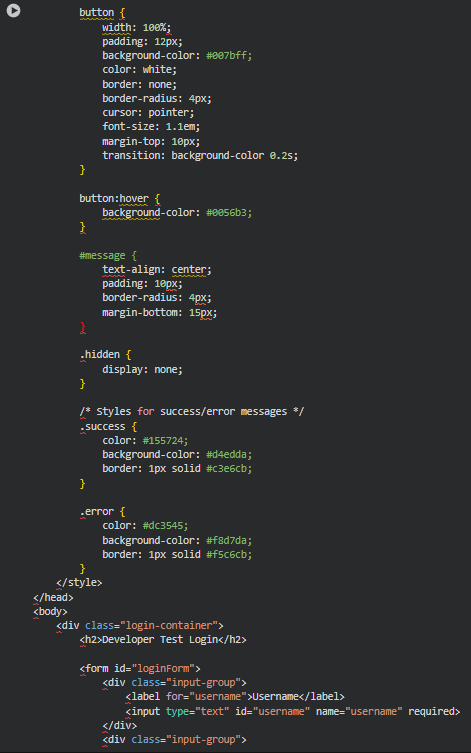 button {
width: 100%;
padding: 12px;
background-color: #007bff;
color: white;
border: none;
border-radius: 4px;
cursor: pointer;
font-size: 1.1em;
margin-top: 10px;
transition: background-color 0.2s;
}
button:hover {
background-color: #0056b3;
}
#message {
text-align: center;
padding: 10px;
border-radius: 4px;
margin-bottom: 15px;
}
.hidden {
display: none;
}
/* Styles for success/error messages */
.success {
color: #155724;
background-color: #d4edda;
border: 1px solid #c3e6cb;
}
.error {
color: #dc3545;
background-color: #f8d7da;
border: 1px solid #f5c6cb;
}
</style>
</head>
<body>
<div class="login-container">
<h2>Developer Test Login</h2>
<form id="loginForm">
<div class="input-group">
<label for="username">Username</label>
<input type="text" id="username" name="username" required>
</div>
<div class="input-group">